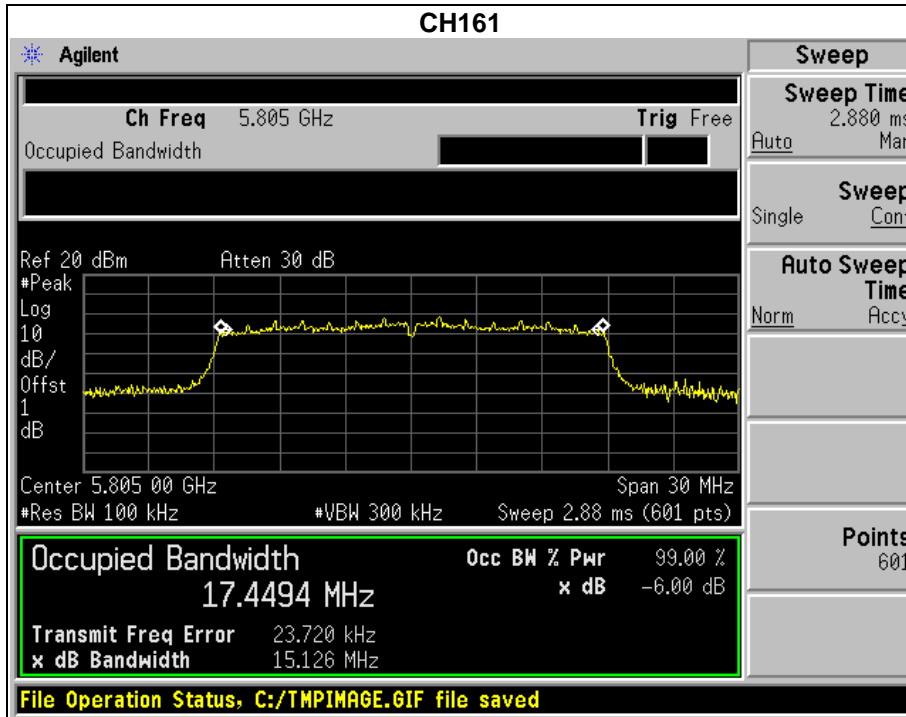 CH161
Agilent
Sweep
Ch Freq 5.805 GHz Trig Free
Occupied Bandwidth
Sweep Time
2.880 ms
Auto Man
Sweep
Single Cont
Auto Sweep
Time
Norm Accy
Ref 20 dBm Atten 30 dB
#Peak
Log
10
dB/
Offst
1
dB
Center 5.805 00 GHz Span 30 MHz
#Res BW 100 kHz #VBW 300 kHz Sweep 2.88 ms (601 pts)
Points
601
Occupied Bandwidth
17.4494 MHz
Occ BW % Pwr 99.00 %
x dB -6.00 dB
Transmit Freq Error 23.720 kHz
x dB Bandwidth 15.126 MHz
File Operation Status, C:/TMPIMAGE.GIF file saved